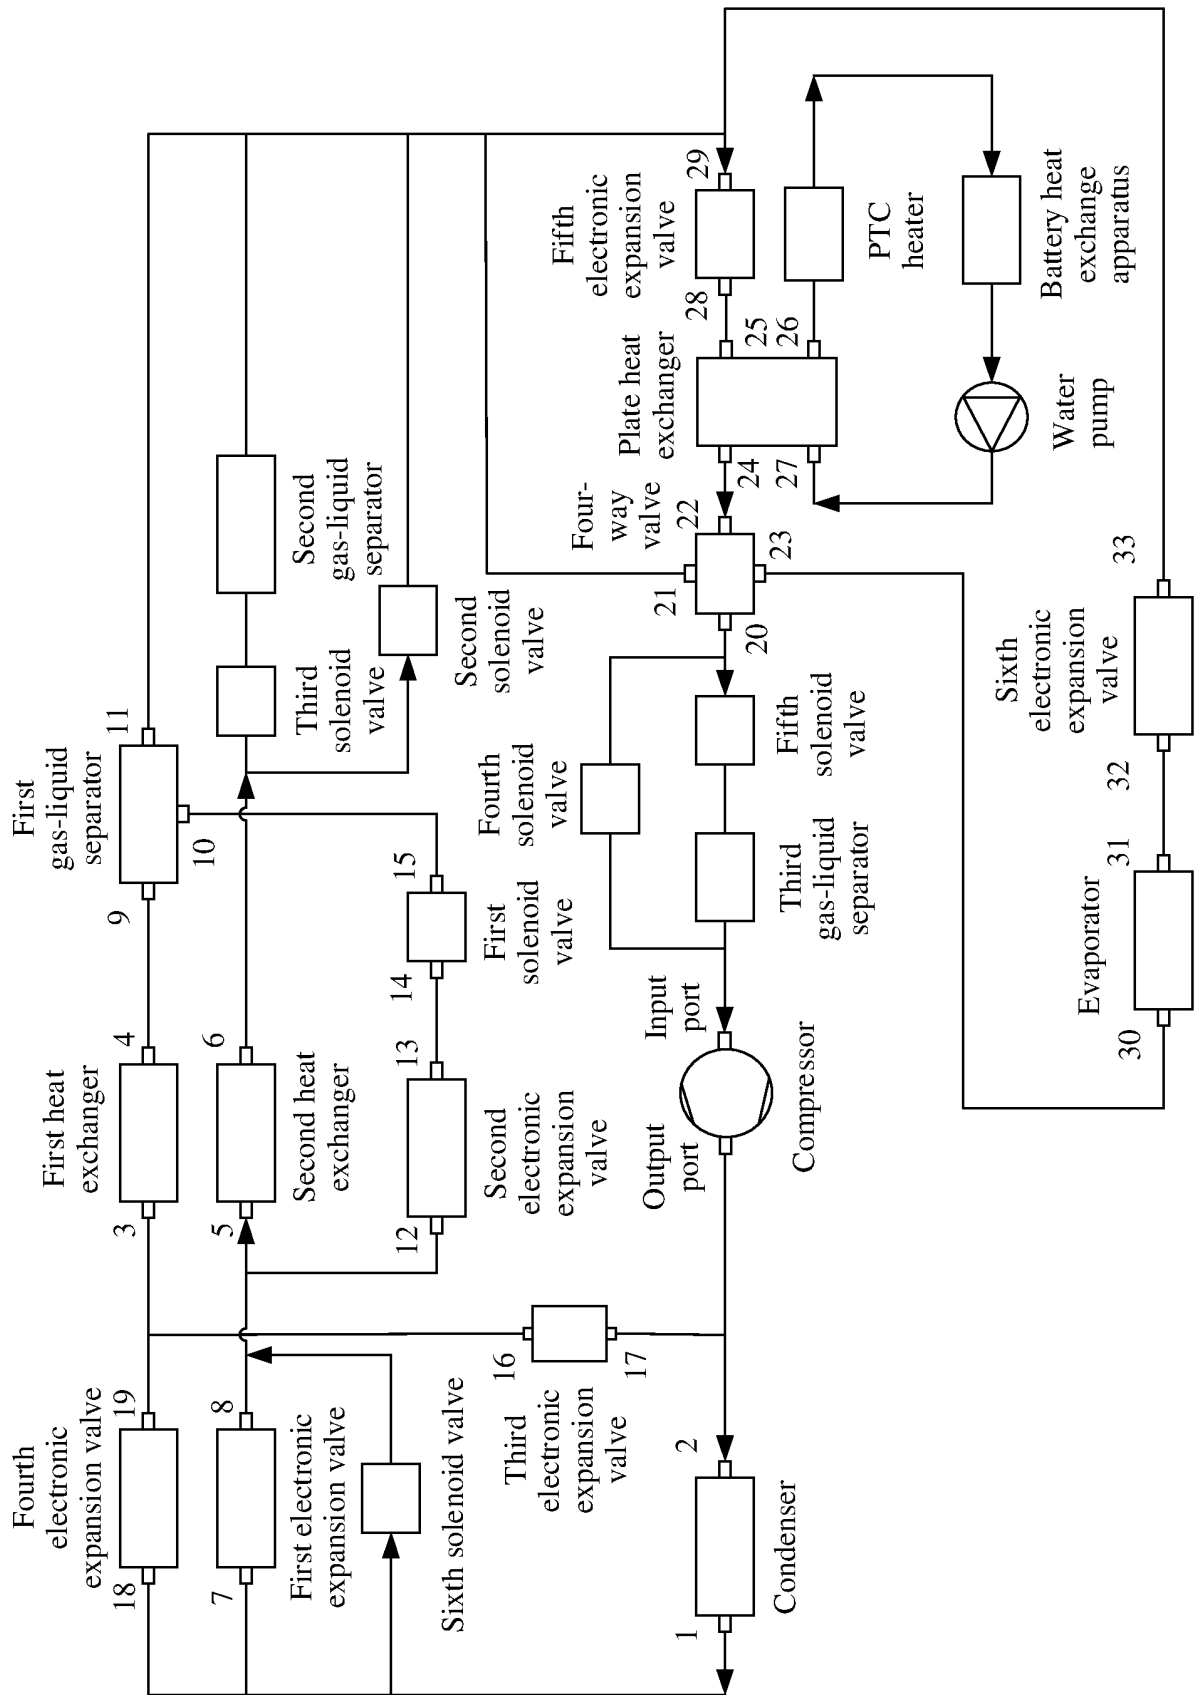 Fourth
electronic
expansion valve
18
19
3
First heat
exchanger
4
9
First
gas-liquid
separator
10
11
7
First electronic
expansion valve
8
5
Second heat
exchanger
6
Third
solenoid
valve
Second
gas-liquid
separator
Sixth solenoid valve
12
Second
electronic
expansion
valve
13
14
First
solenoid
valve
15
Second
solenoid
valve
16
Third
electronic
expansion
valve
17
1
Condenser
2
Output
port
Compressor
Input
port
Fourth
solenoid
valve
Third
gas-liquid
separator
Fifth
solenoid
valve
20
21
Four-
way
valve
22
23
24
Plate heat
exchanger
25
26
27
28
Fifth
electronic
expansion
valve
29
PTC
heater
Water
pump
Battery heat
exchange
apparatus
30
Evaporator
31
32
Sixth
electronic
expansion
valve
33